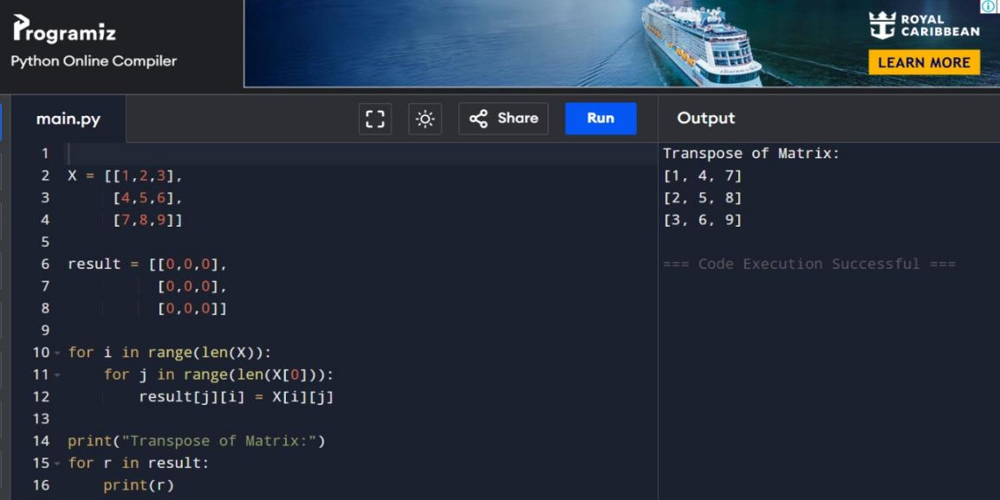 Programiz
Python Online Compiler
ROYAL
CARIBBEAN
LEARN MORE
main.py
Share
Run
Output
1
2 X = [[1,2,3],
3      [4,5,6],
4      [7,8,9]]
5
6 result = [[0,0,0],
7           [0,0,0],
8           [0,0,0]]
9
10 for i in range(len(X)):
11     for j in range(len(X[0])):
12         result[j][i] = X[i][j]
13
14 print("Transpose of Matrix:")
15 for r in result:
16     print(r)
Transpose of Matrix:
[1, 4, 7]
[2, 5, 8]
[3, 6, 9]
=== Code Execution Successful ===